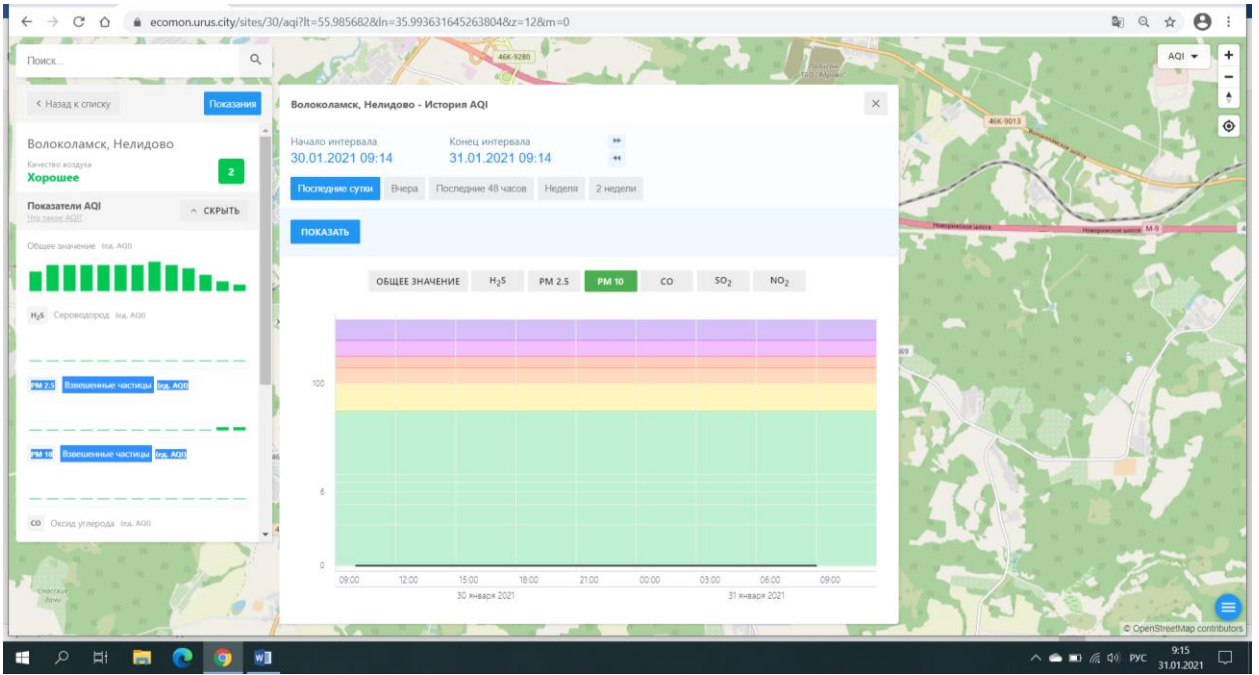 ecomon.urus.city/sites/30/aqi?lt=55.985682&ln=35.993631645263804&z=12&m=0
Поиск...
AQI
46К-9280
46К-9013
Назад к списку
Показания
Волоколамск, Нелидово
Качество воздуха
Хорошее
2
Показатели AQI
Что такое AQI?
СКРЫТЬ
Общее значение (ед. AQI)
H₂S Сероводород (ед. AQI)
PM 2.5 Взвешенные частицы (ед. AQI)
PM 10 Взвешенные частицы (ед. AQI)
CO Оксид углерода (ед. AQI)
Волоколамск, Нелидово - История AQI
Начало интервала
Конец интервала
30.01.2021 09:14
31.01.2021 09:14
Последние сутки
Вчера
Последние 48 часов
Неделя
2 недели
ПОКАЗАТЬ
ОБЩЕЕ ЗНАЧЕНИЕ
H₂S
PM 2.5
PM 10
CO
SO₂
NO₂
100
6
0
09:00 12:00 15:00 18:00 21:00 00:00 03:00 06:00 09:00
30 января 2021 31 января 2021
Новорижское шоссе
Новорижское шоссе
М-9
© OpenStreetMap contributors
W
РУС
9:15
31.01.2021